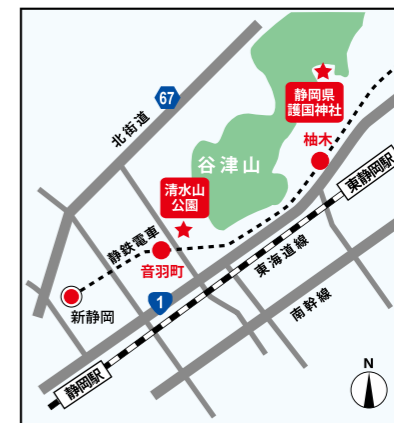 67
北街道
静岡県
護国神社
柚木
谷津山
清水山
公園
東静岡駅
静鉄電車
音羽町
東海道線
新静岡
1
南幹線
静岡駅
N